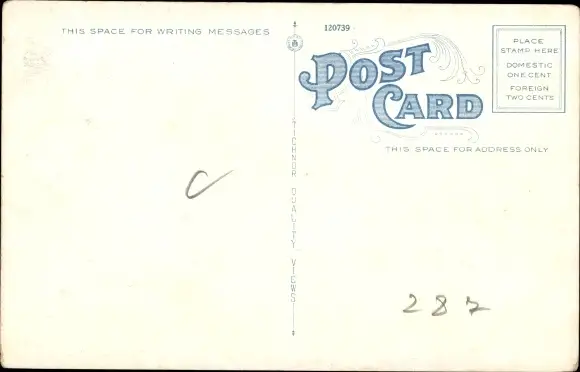 THIS SPACE FOR WRITING MESSAGES
C
TICHNOR QUALITY VIEWS
120739
POST
CARD
PLACE
STAMP HERE
DOMESTIC
ONE CENT
FOREIGN
TWO CENTS
THIS SPACE FOR ADDRESS ONLY
287